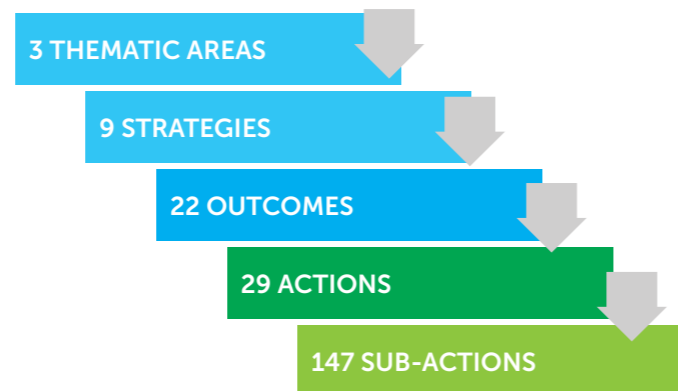 3 THEMATIC AREAS
9 STRATEGIES
22 OUTCOMES
29 ACTIONS
147 SUB-ACTIONS